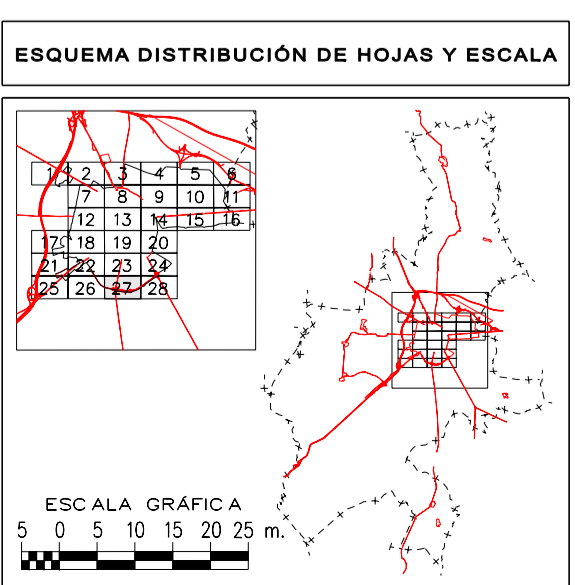 ESQUEMA DISTRIBUCIÓN DE HOJAS Y ESCALA
1 2 3 4 5 6
7 8 9 10 11
12 13 14 15 16
17 18 19 20
21 22 23 24
25 26 27 28
ESCALA GRÁFICA
5 0 5 10 15 20 25 m.